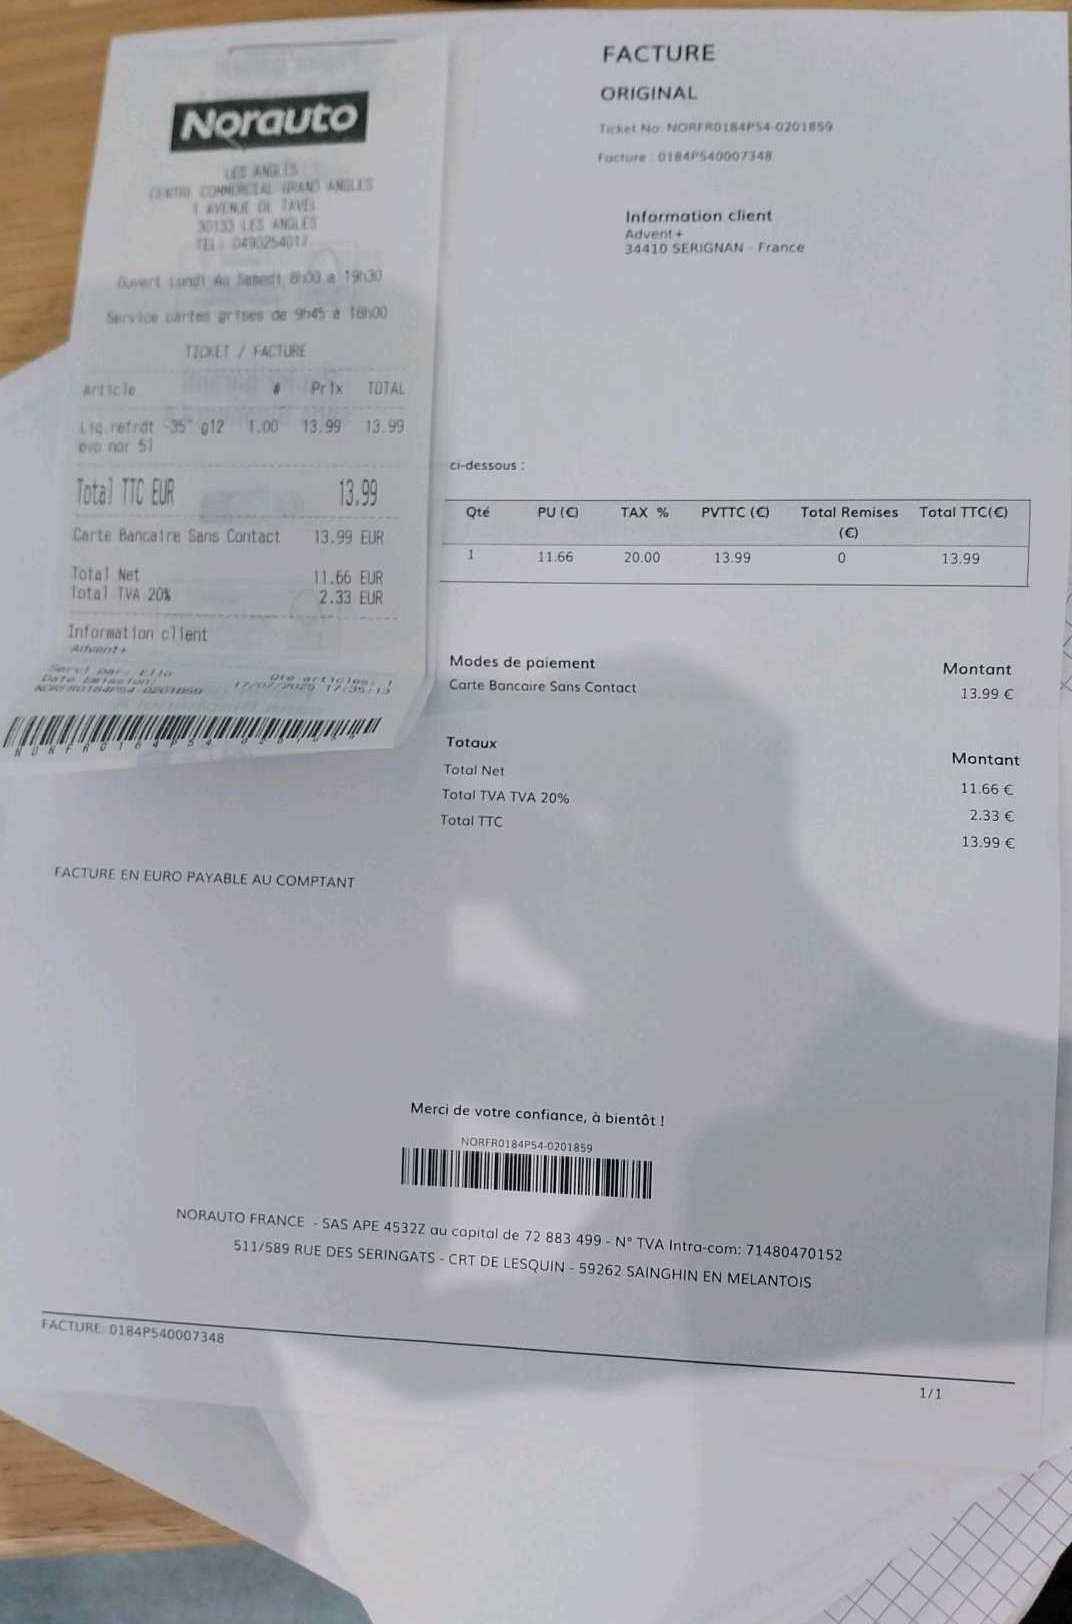 Norauto
LES ANGLES
CENTRE COMMERCIAL GRAND ANGLES
1 AVENUE DE TAVEL
30133 LES ANGLES
TEL : 0490254017
Ouvert Lundi Au Samedi 8h00 a 19h30
Service cartes grises de 9h45 a 18h00
TICKET / FACTURE
Article # Prix TOTAL
Liq.refrdt -35° g12 1.00 13.99 13.99
evo nor 5l
Total TTC EUR 13.99
Carte Bancaire Sans Contact 13.99 EUR
Total Net 11.66 EUR
Total TVA 20% 2.33 EUR
Information client
Advent+
Servi par: Qte articles: 1
Date Emission: 17/07/2025 17:35:13
NORFR0184P54-0201859
FACTURE
ORIGINAL
Ticket No: NORFR0184P54-0201859
Facture : 0184P540007348
Information client
Advent+
34410 SERIGNAN - France
ci-dessous :
Qté PU (€) TAX % PVTTC (€) Total Remises (€) Total TTC(€)
1 11.66 20.00 13.99 0 13.99
Modes de paiement Montant
Carte Bancaire Sans Contact 13.99 €
Totaux Montant
Total Net 11.66 €
Total TVA TVA 20% 2.33 €
Total TTC 13.99 €
FACTURE EN EURO PAYABLE AU COMPTANT
Merci de votre confiance, à bientôt !
NORFR0184P54-0201859
NORAUTO FRANCE - SAS APE 4532Z au capital de 72 883 499 - N° TVA Intra-com: 71480470152
511/589 RUE DES SERINGATS - CRT DE LESQUIN - 59262 SAINGHIN EN MELANTOIS
FACTURE: 0184P540007348
1/1